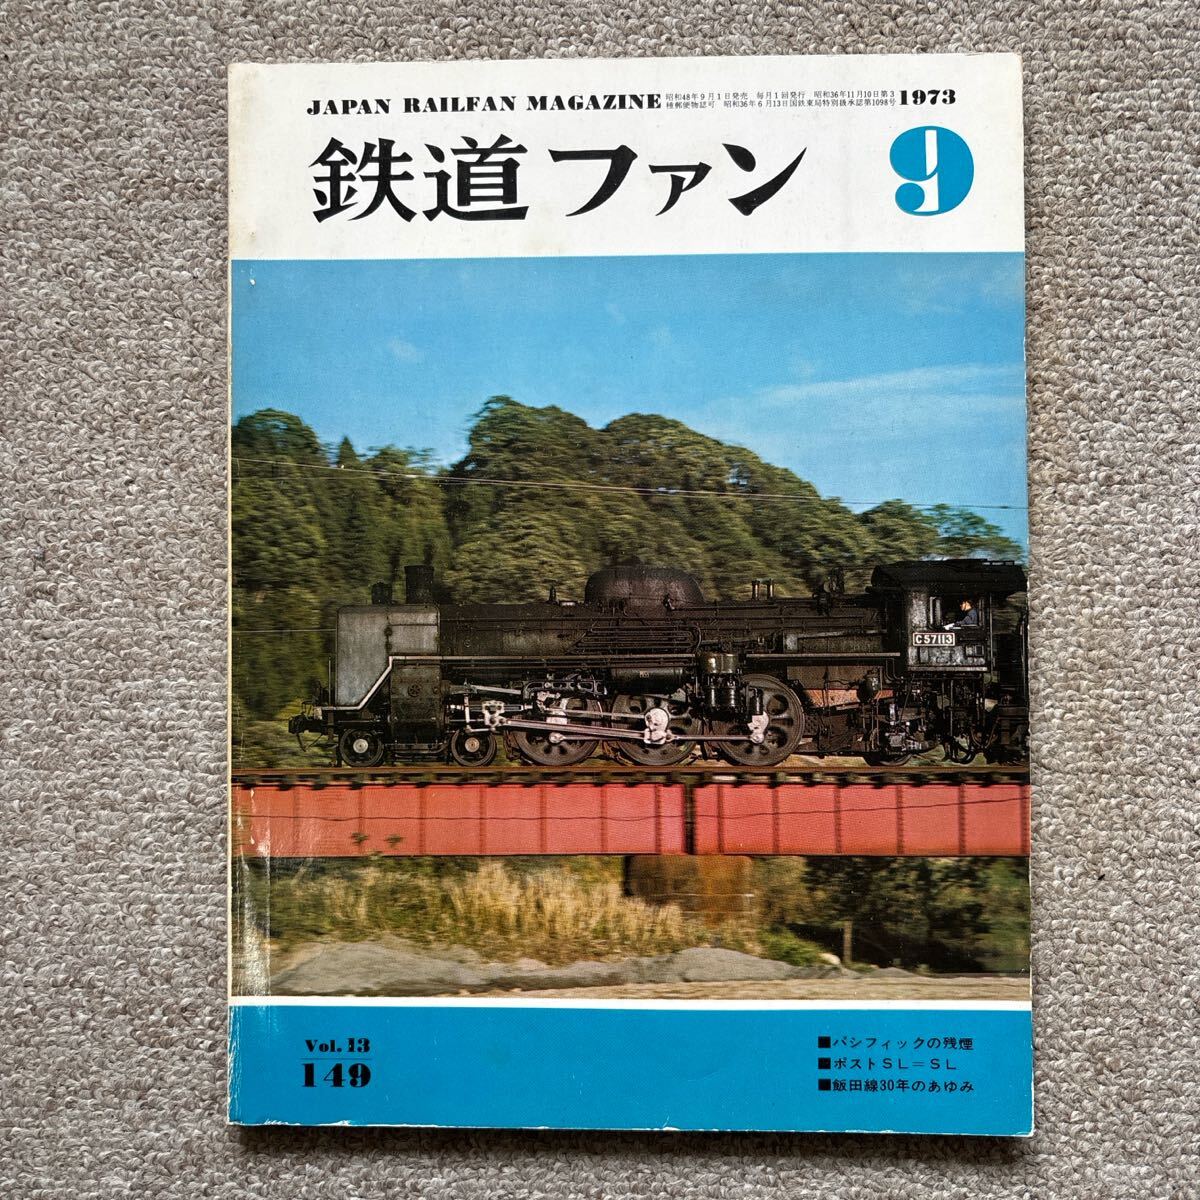 JAPAN RAILFAN MAGAZINE
昭和48年9月1日発売 毎月1回発行 昭和36年11月10日第3
種郵便物認可 昭和36年6月13日国鉄東局特別扱承認第1098号
1973
鉄道ファン
9
C57113
Vol. 13
149
■パシフィックの残煙
■ポストSL=SL
■飯田線30年のあゆみ